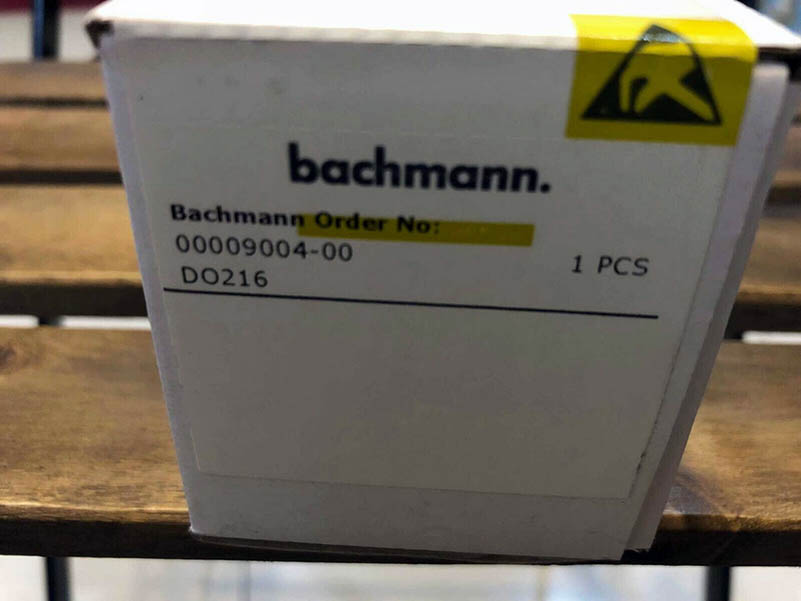 bachmann.
Bachmann Order No:
00009004-00 1 PCS
DO216